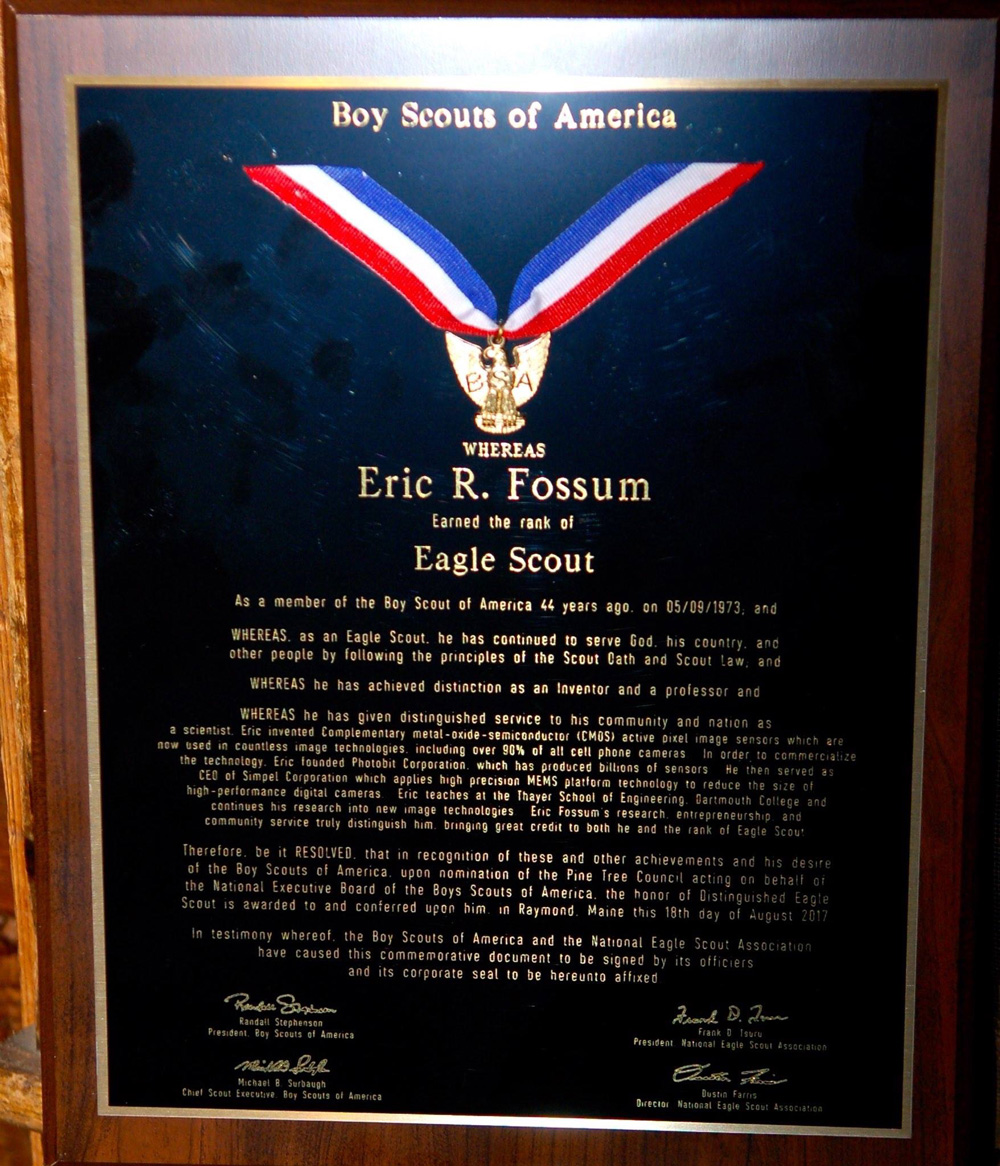 Boy Scouts of America
BSA
WHEREAS
Eric R. Fossum
Earned the rank of
Eagle Scout
As a member of the Boy Scout of America 44 years ago, on 05/09/1973; and
WHEREAS, as an Eagle Scout, he has continued to serve God, his country, and
other people by following the principles of the Scout Oath and Scout Law; and
WHEREAS he has achieved distinction as an Inventor and a professor and
WHEREAS he has given distinguished service to his community and nation as
a scientist. Eric invented Complementary metal-oxide-semiconductor (CMOS) active pixel image sensors which are
now used in countless image technologies, including over 90% of all cell phone cameras. In order to commercialize
the technology, Eric founded Photobit Corporation, which has produced billions of sensors. He then served as
CEO of Simpel Corporation which applies high precision MEMS platform technology to reduce the size of
high-performance digital cameras. Eric teaches at the Thayer School of Engineering, Dartmouth College and
continues his research into new image technologies. Eric Fossum's research, entrepreneurship, and
community service truly distinguish him, bringing great credit to both he and the rank of Eagle Scout
Therefore, be it RESOLVED, that in recognition of these and other achievements and his desire
of the Boy Scouts of America, upon nomination of the Pine Tree Council acting on behalf of
the National Executive Board of the Boys Scouts of America, the honor of Distinguished Eagle
Scout is awarded to and conferred upon him, in Raymond, Maine this 18th day of August 2017
In testimony whereof, the Boy Scouts of America and the National Eagle Scout Association
have caused this commemorative document to be signed by its officers
and its corporate seal to be hereunto affixed
Randall Stephenson
Randall Stephenson
President, Boy Scouts of America
Frank D. Tsuru
Frank D. Tsuru
President, National Eagle Scout Association
Michael B. Surbaugh
Chief Scout Executive, Boy Scouts of America
Dustin Farris
Director, National Eagle Scout Association